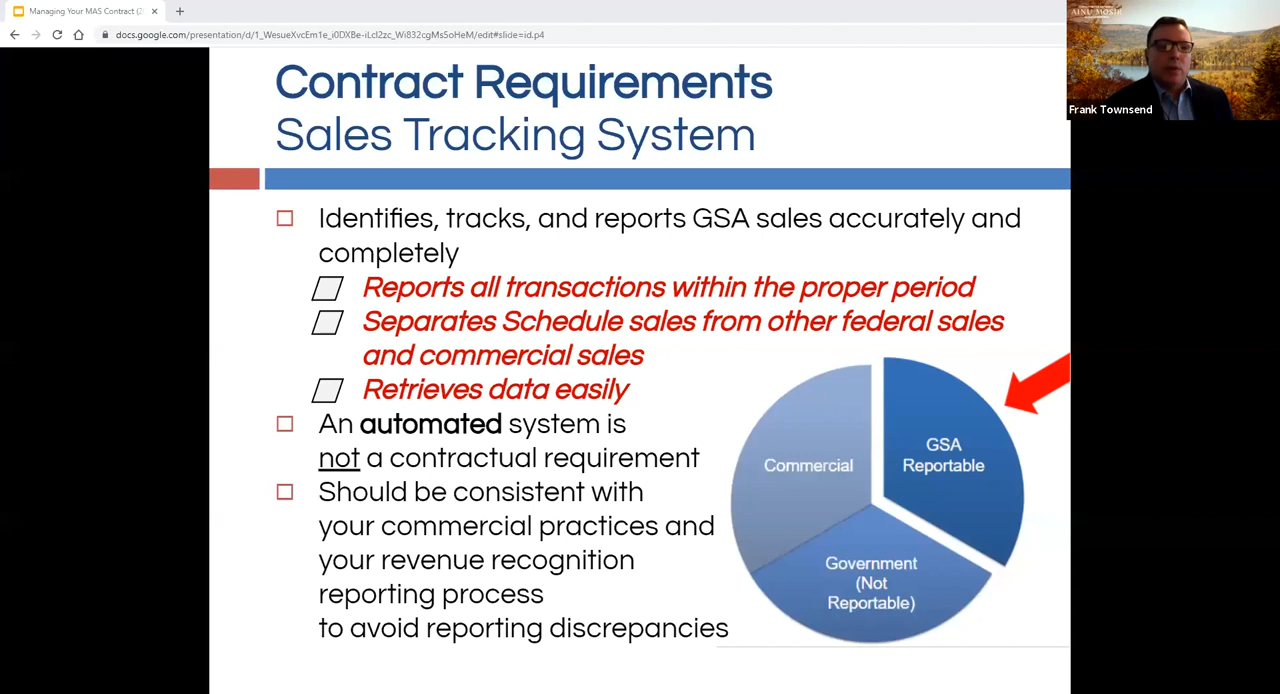 Managing Your MAS Contract (2
docs.google.com/presentation/d/1_WesueXvcEm1e_i0DXBe-iLcl2zc_Wi832cgMs5oHeM/edit#slide=id.p4
Frank Townsend
Contract Requirements
Sales Tracking System
Identifies, tracks, and reports GSA sales accurately and
completely
Reports all transactions within the proper period
Separates Schedule sales from other federal sales
and commercial sales
Retrieves data easily
An automated system is
not a contractual requirement
Should be consistent with
your commercial practices and
your revenue recognition
reporting process
to avoid reporting discrepancies
Commercial
GSA
Reportable
Government
(Not
Reportable)